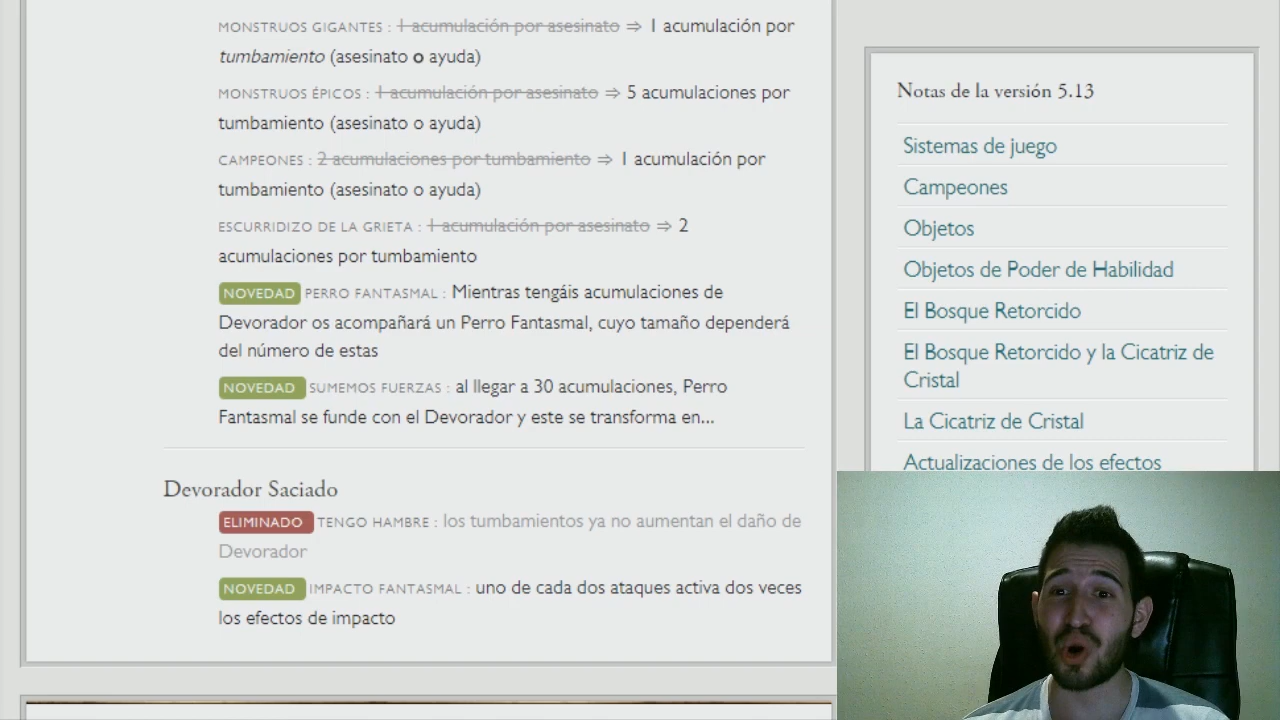 MONSTRUOS GIGANTES : 1 acumulación por asesinato ⇒ 1 acumulación por
tumbamiento (asesinato o ayuda)
MONSTRUOS ÉPICOS : 1 acumulación por asesinato ⇒ 5 acumulaciones por
tumbamiento (asesinato o ayuda)
CAMPEONES : 2 acumulaciones por tumbamiento ⇒ 1 acumulación por
tumbamiento (asesinato o ayuda)
ESCURRIDIZO DE LA GRIETA : 1 acumulación por asesinato ⇒ 2
acumulaciones por tumbamiento
NOVEDAD PERRO FANTASMAL : Mientras tengáis acumulaciones de
Devorador os acompañará un Perro Fantasmal, cuyo tamaño dependerá
del número de estas
NOVEDAD SUMEMOS FUERZAS : al llegar a 30 acumulaciones, Perro
Fantasmal se funde con el Devorador y este se transforma en...
Devorador Saciado
ELIMINADO TENGO HAMBRE : los tumbamientos ya no aumentan el daño de
Devorador
NOVEDAD IMPACTO FANTASMAL : uno de cada dos ataques activa dos veces
los efectos de impacto
Notas de la versión 5.13
Sistemas de juego
Campeones
Objetos
Objetos de Poder de Habilidad
El Bosque Retorcido
El Bosque Retorcido y la Cicatriz de
Cristal
La Cicatriz de Cristal
Actualizaciones de los efectos